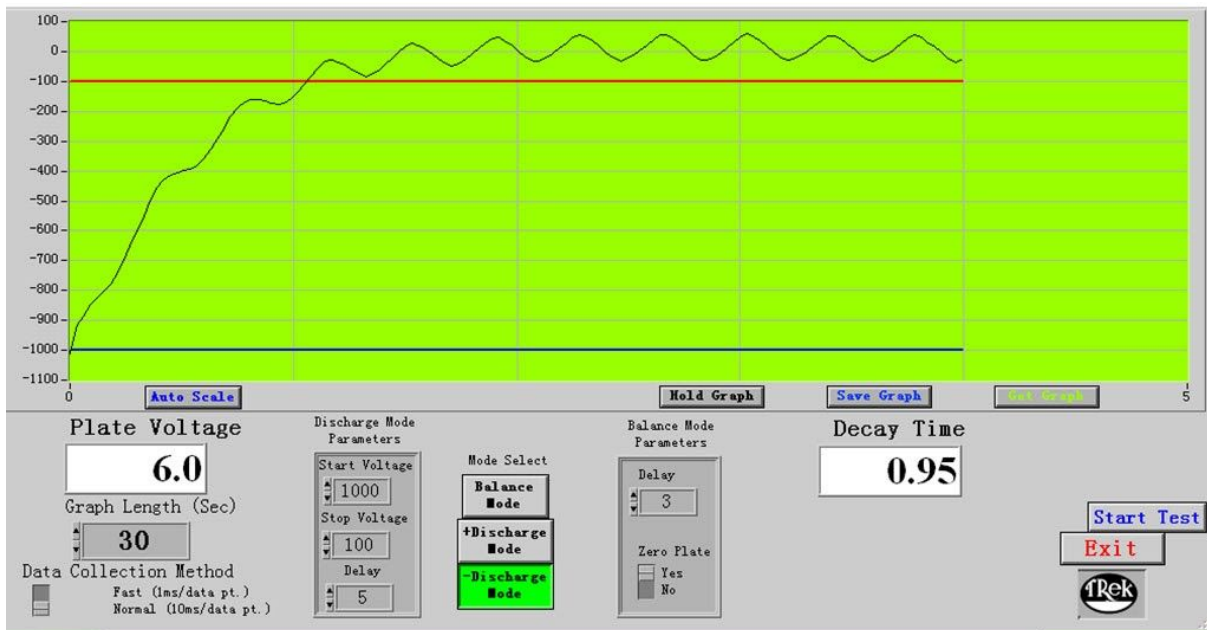 100
0
-100
-200
-300
-400
-500
-600
-700
-800
-900
-1000
-1100
0
5
Auto Scale
Hold Graph
Save Graph
Get Graph
Plate Voltage
6.0
Graph Length (Sec)
30
Data Collection Method
Fast (1ms/data pt.)
Normal (10ms/data pt.)
Discharge Mode
Parameters
Start Voltage
1000
Stop Voltage
100
Delay
5
Mode Select
Balance
Mode
+Discharge
Mode
-Discharge
Mode
Balance Mode
Parameters
Delay
3
Zero Plate
Yes
No
Decay Time
0.95
Start Test
Exit
TRek